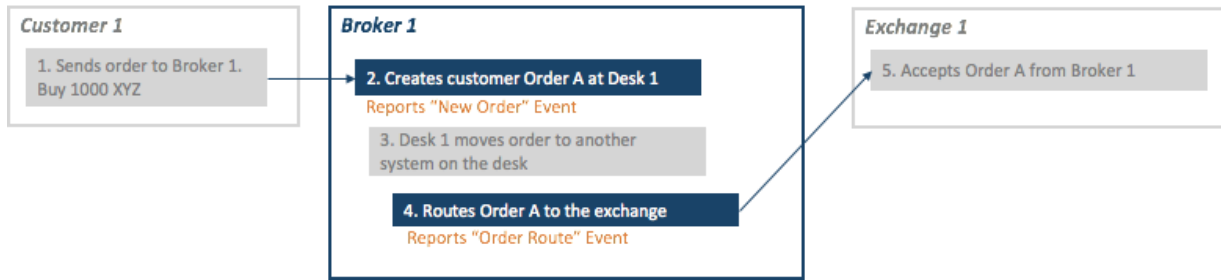 Customer 1
1. Sends order to Broker 1.
Buy 1000 XYZ
Broker 1
2. Creates customer Order A at Desk 1
Reports “New Order” Event
3. Desk 1 moves order to another
system on the desk
4. Routes Order A to the exchange
Reports “Order Route” Event
Exchange 1
5. Accepts Order A from Broker 1